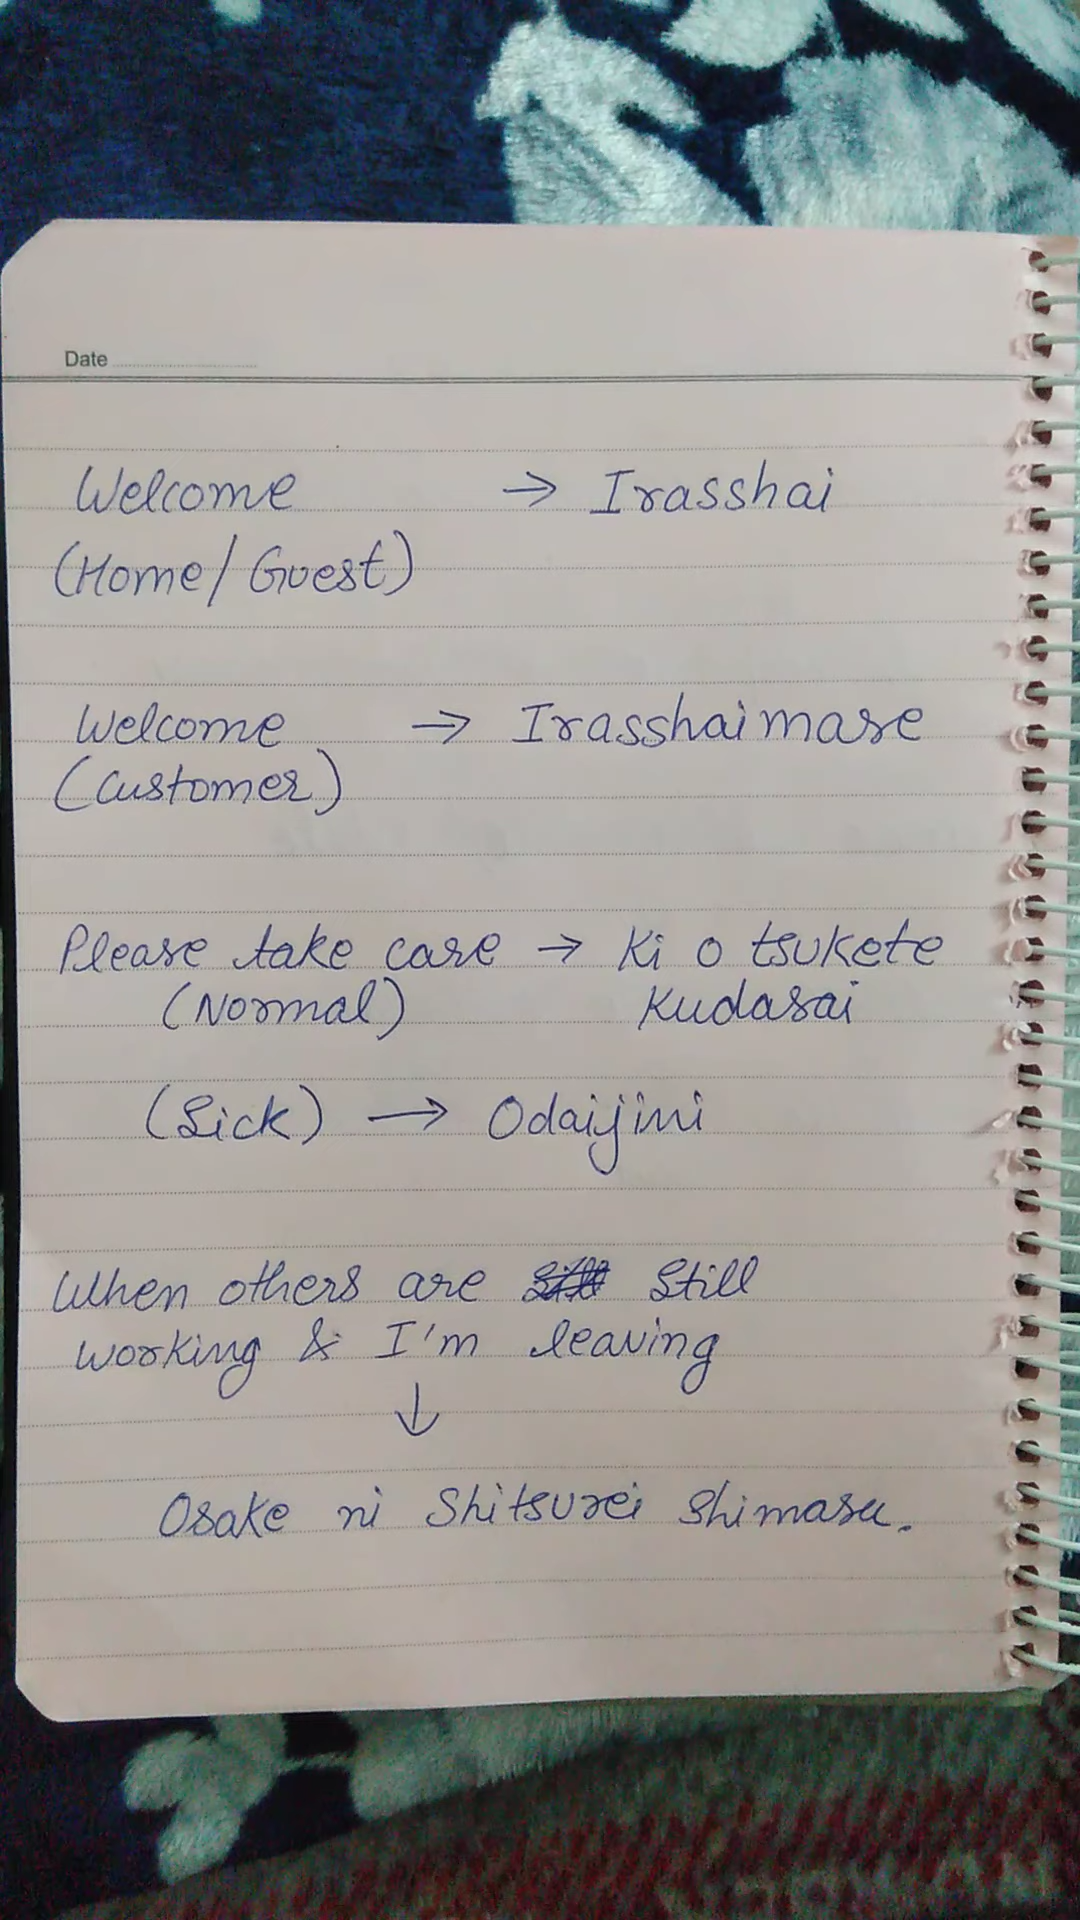 Date
Welcome → Irasshai
(Home/Guest)
Welcome → Irasshaimase
(Customer)
Please take care → Ki o tsukete
(Normal) Kudasai
(Sick) → Odaijini
When others are still
working & I'm leaving
↓
Osake ni Shitsurei Shimasu.